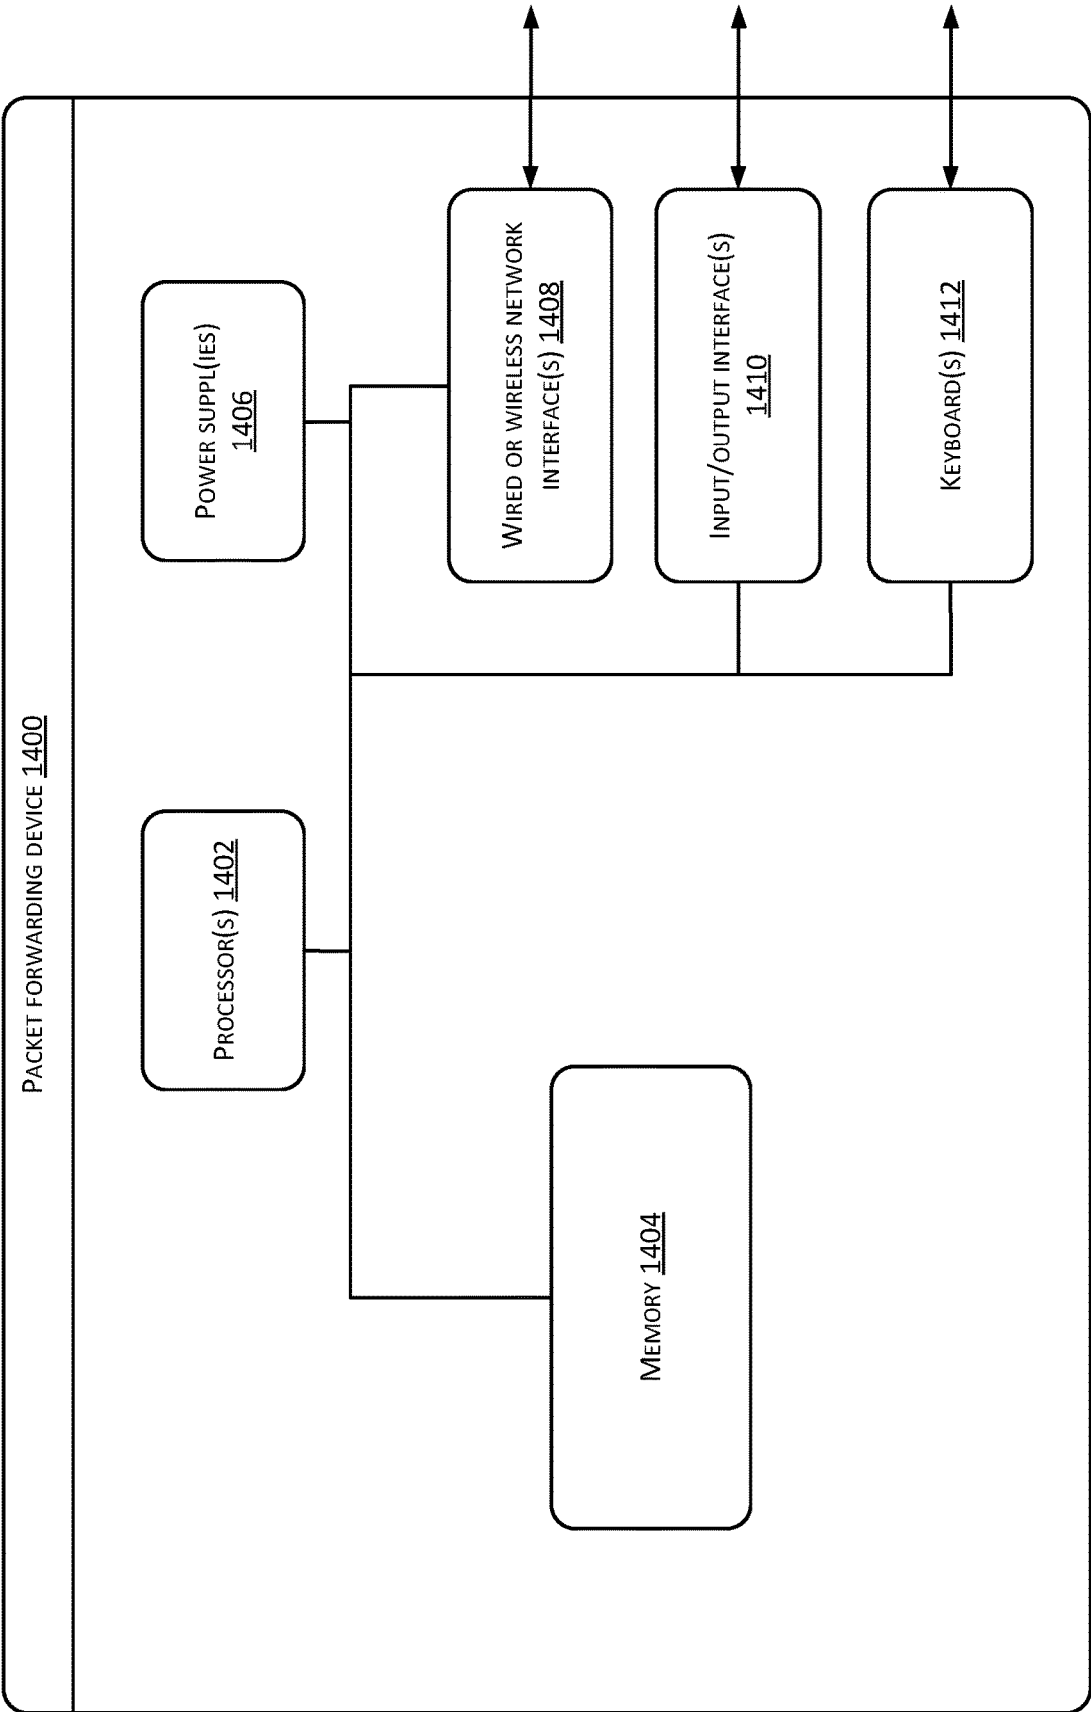 PACKET FORWARDING DEVICE 1400
PROCESSOR(S) 1402
POWER SUPPL(IES)
1406
MEMORY 1404
WIRED OR WIRELESS NETWORK
INTERFACE(S) 1408
INPUT/OUTPUT INTERFACE(S)
1410
KEYBOARD(S) 1412